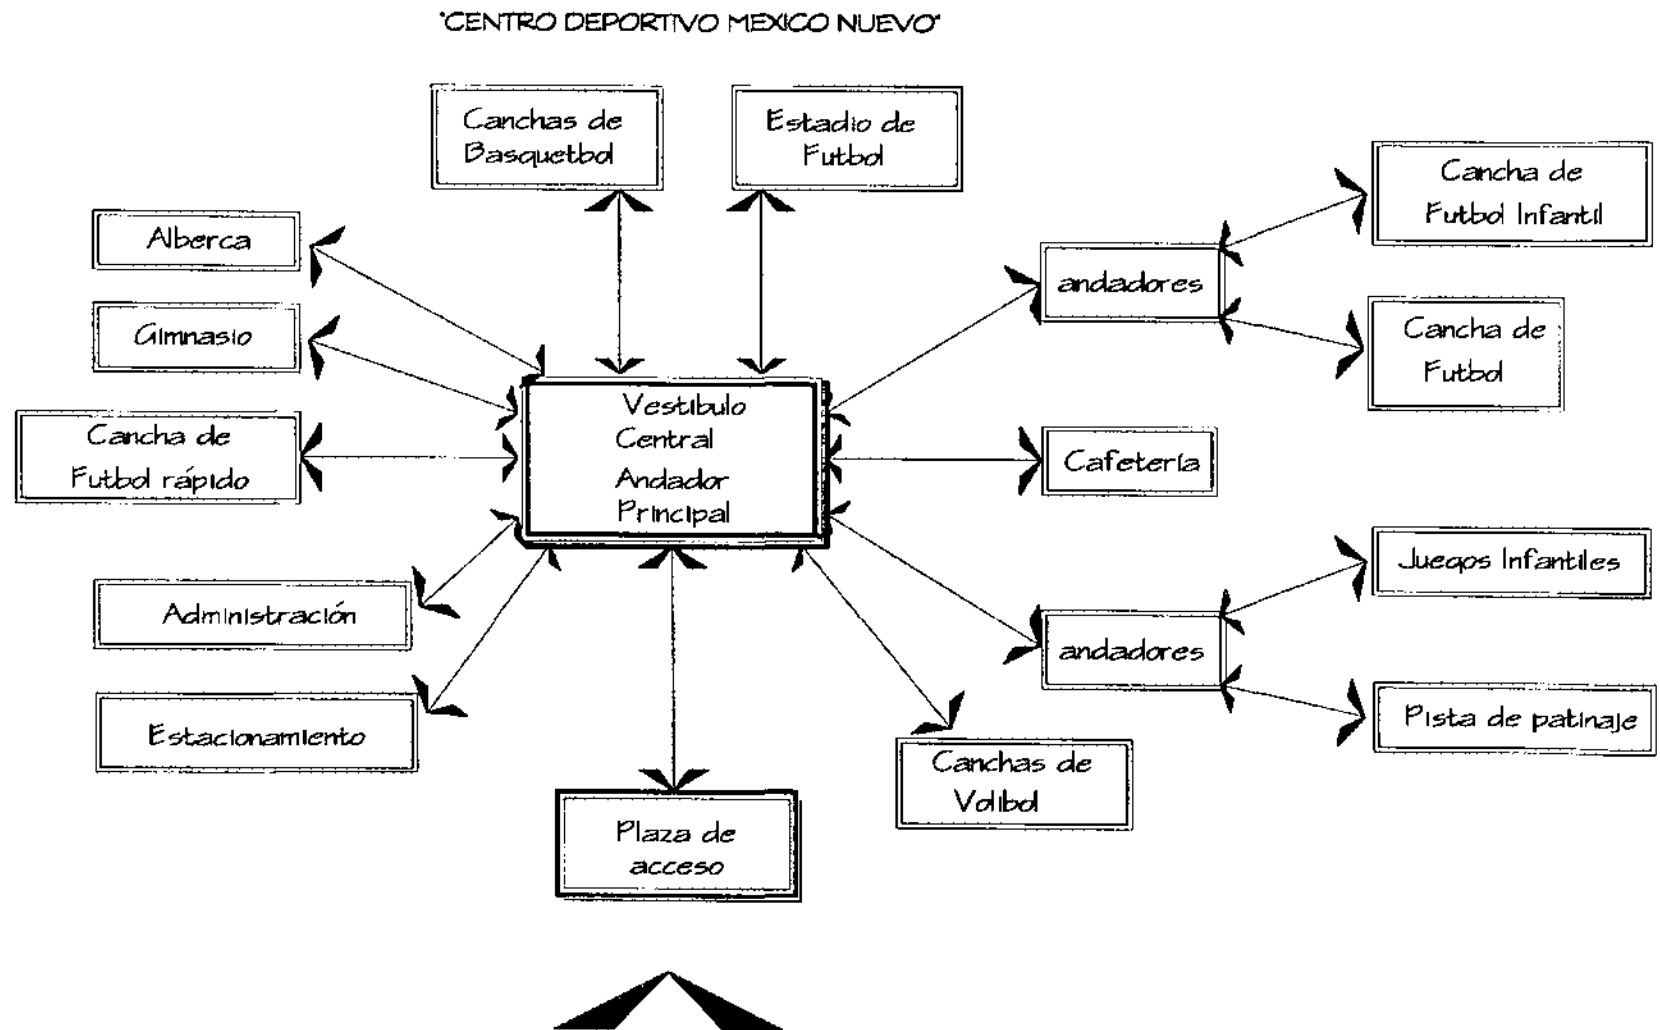 "CENTRO DEPORTIVO MEXICO NUEVO"
Canchas de
Basquetbol
Estadio de
Futbol
Cancha de
Futbol Infantil
Alberca
andadores
Gimnasio
Cancha de
Futbol
Vestíbulo
Central
Andador
Principal
Cancha de
Futbol rápido
Cafetería
Juegos Infantiles
Administración
andadores
Estacionamiento
Pista de patinaje
Canchas de
Volibol
Plaza de
acceso